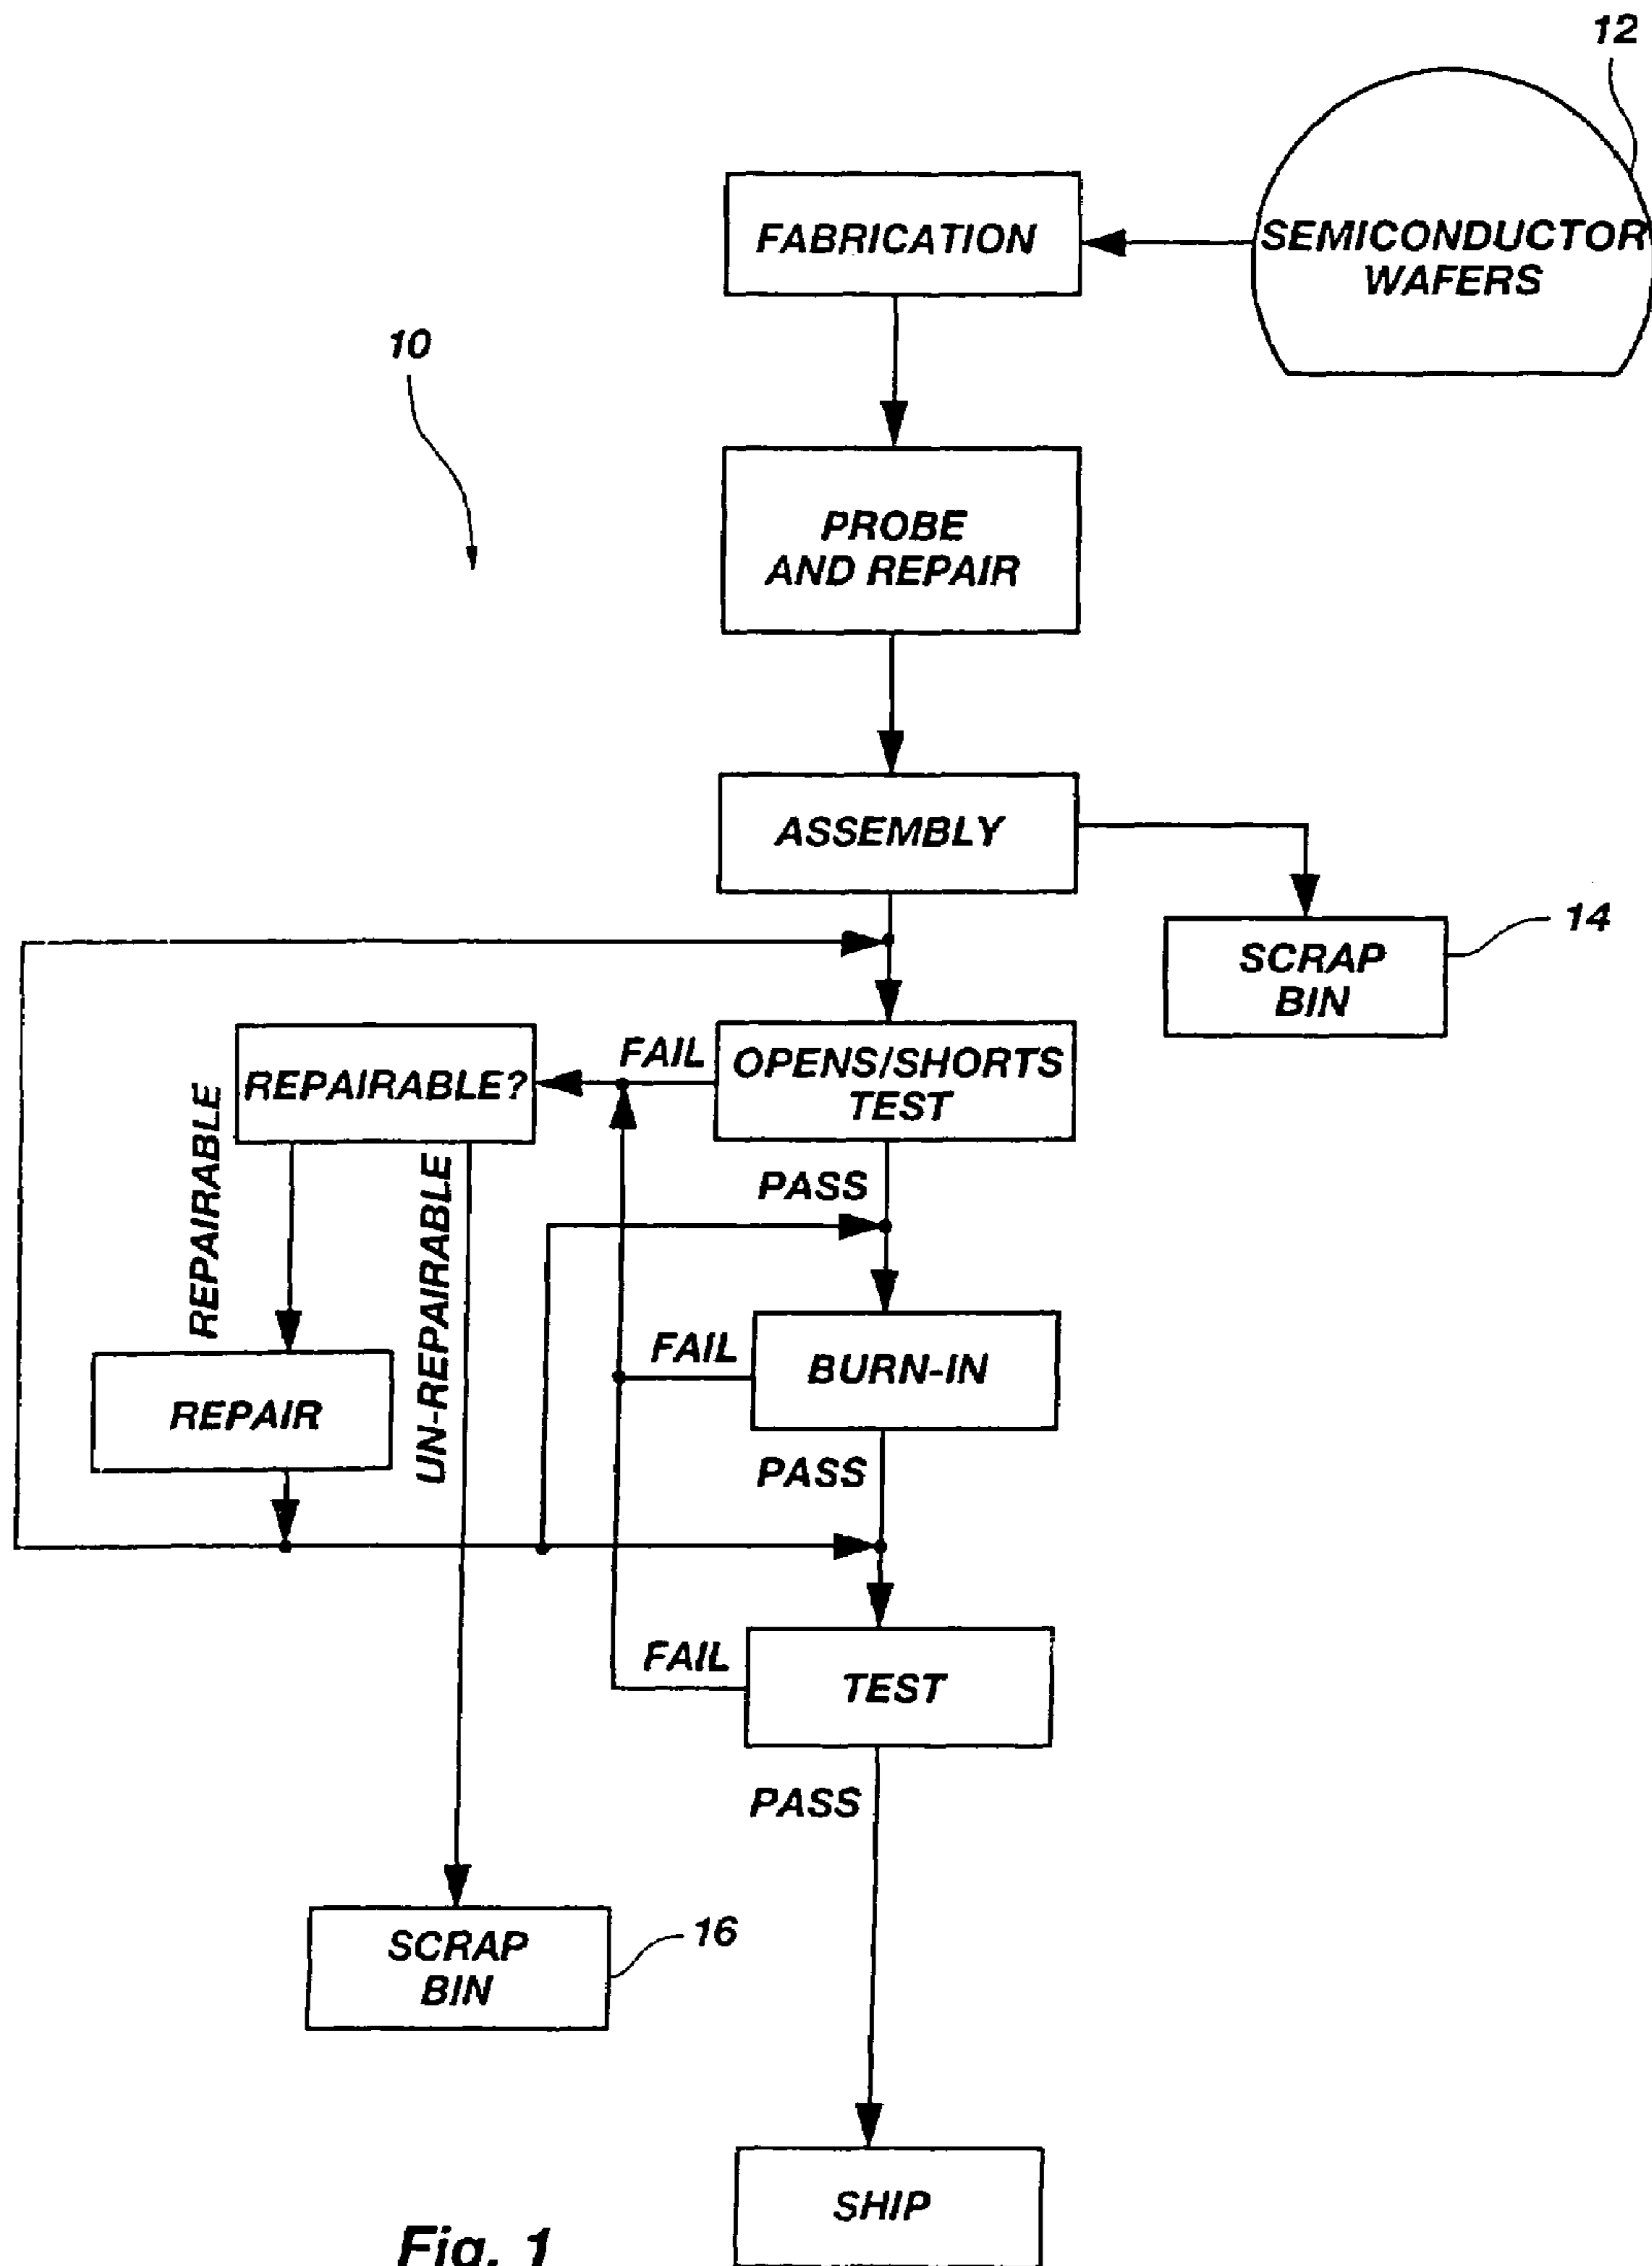 12
SEMICONDUCTOR
WAFERS
FABRICATION
10
PROBE
AND REPAIR
ASSEMBLY
14
SCRAP
BIN
OPENS/SHORTS
TEST
FAIL
REPAIRABLE?
REPAIRABLE
UN-REPAIRABLE
PASS
FAIL
BURN-IN
REPAIR
PASS
FAIL
TEST
PASS
SCRAP
BIN
16
SHIP
Fig. 1